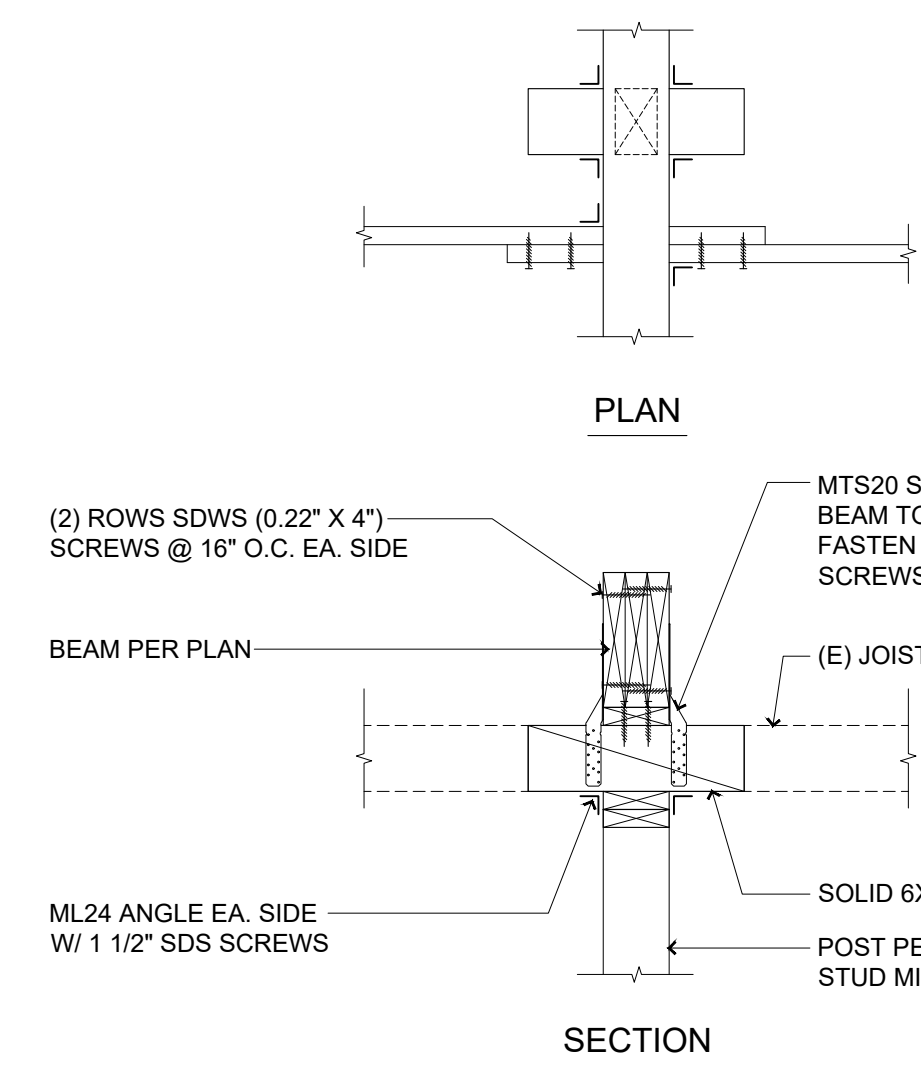 PLAN
(2) ROWS SDWS (0.22" X 4")
SCREWS @ 16" O.C. EA. SIDE
BEAM PER PLAN
ML24 ANGLE EA. SIDE
W/ 1 1/2" SDS SCREWS
MTS20 S
BEAM TO
FASTEN
SCREWS
(E) JOIST
SOLID 6X
POST PE
STUD MI
SECTION